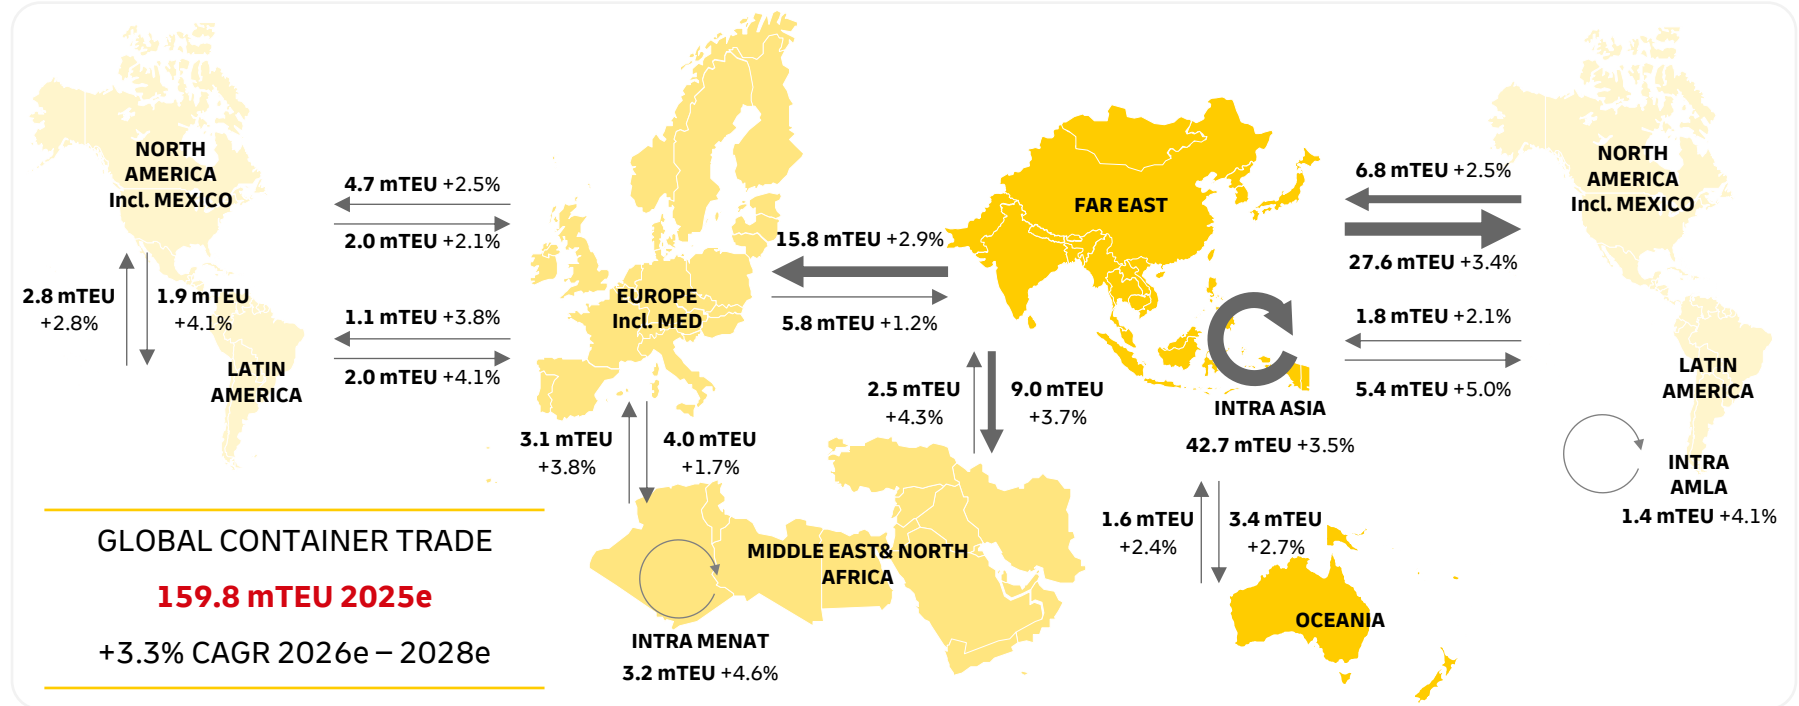 NORTH
AMERICA
Incl. MEXICO
4.7 mTEU +2.5%
2.0 mTEU +2.1%
2.8 mTEU
+2.8%
1.9 mTEU
+4.1%
1.1 mTEU +3.8%
2.0 mTEU +4.1%
LATIN
AMERICA
EUROPE
Incl. MED
15.8 mTEU +2.9%
5.8 mTEU +1.2%
FAR EAST
6.8 mTEU +2.5%
27.6 mTEU +3.4%
NORTH
AMERICA
Incl. MEXICO
1.8 mTEU +2.1%
5.4 mTEU +5.0%
LATIN
AMERICA
3.1 mTEU
+3.8%
4.0 mTEU
+1.7%
2.5 mTEU
+4.3%
9.0 mTEU
+3.7%
INTRA ASIA
42.7 mTEU +3.5%
INTRA
AMLA
1.4 mTEU +4.1%
1.6 mTEU
+2.4%
3.4 mTEU
+2.7%
MIDDLE EAST& NORTH
AFRICA
INTRA MENAT
3.2 mTEU +4.6%
OCEANIA
GLOBAL CONTAINER TRADE
159.8 mTEU 2025e
+3.3% CAGR 2026e – 2028e